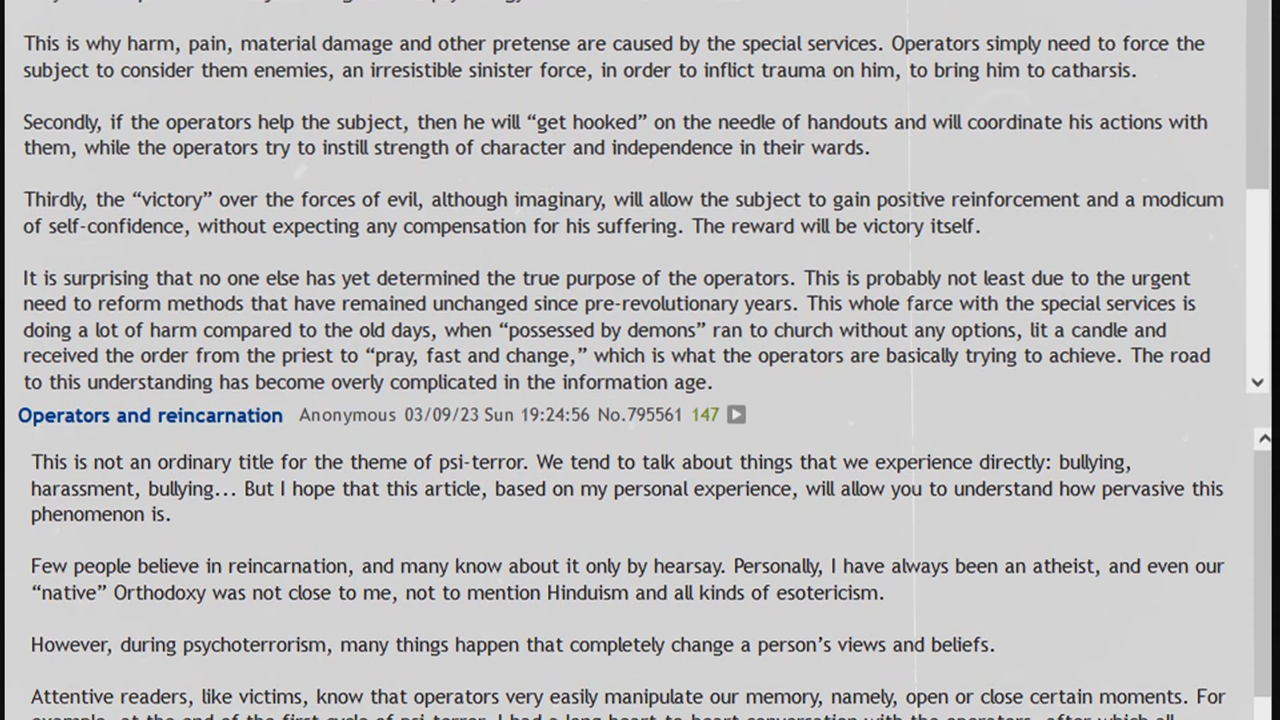 This is why harm, pain, material damage and other pretense are caused by the special services. Operators simply need to force the
subject to consider them enemies, an irresistible sinister force, in order to inflict trauma on him, to bring him to catharsis.
Secondly, if the operators help the subject, then he will “get hooked” on the needle of handouts and will coordinate his actions with
them, while the operators try to instill strength of character and independence in their wards.
Thirdly, the “victory” over the forces of evil, although imaginary, will allow the subject to gain positive reinforcement and a modicum
of self-confidence, without expecting any compensation for his suffering. The reward will be victory itself.
It is surprising that no one else has yet determined the true purpose of the operators. This is probably not least due to the urgent
need to reform methods that have remained unchanged since pre-revolutionary years. This whole farce with the special services is
doing a lot of harm compared to the old days, when “possessed by demons” ran to church without any options, lit a candle and
received the order from the priest to “pray, fast and change,” which is what the operators are basically trying to achieve. The road
to this understanding has become overly complicated in the information age.
Operators and reincarnation Anonymous 03/09/23 Sun 19:24:56 No.795561 147
This is not an ordinary title for the theme of psi-terror. We tend to talk about things that we experience directly: bullying,
harassment, bullying... But I hope that this article, based on my personal experience, will allow you to understand how pervasive this
phenomenon is.
Few people believe in reincarnation, and many know about it only by hearsay. Personally, I have always been an atheist, and even our
“native” Orthodoxy was not close to me, not to mention Hinduism and all kinds of esotericism.
However, during psychoterrorism, many things happen that completely change a person’s views and beliefs.
Attentive readers, like victims, know that operators very easily manipulate our memory, namely, open or close certain moments. For